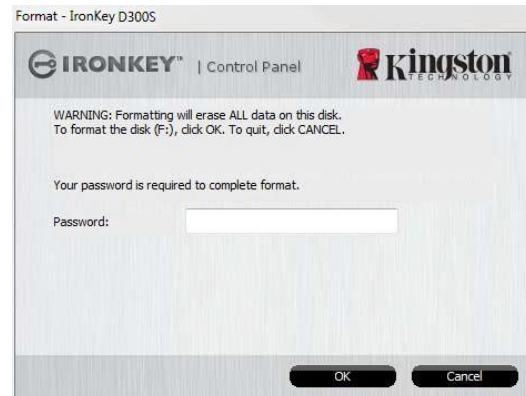 Format - IronKey D300S
IRONKEY™ | Control Panel
Kingston
TECHNOLOGY
WARNING: Formatting will erase ALL data on this disk.
To format the disk (F:), click OK. To quit, click CANCEL.
Your password is required to complete format.
Password:
OK Cancel